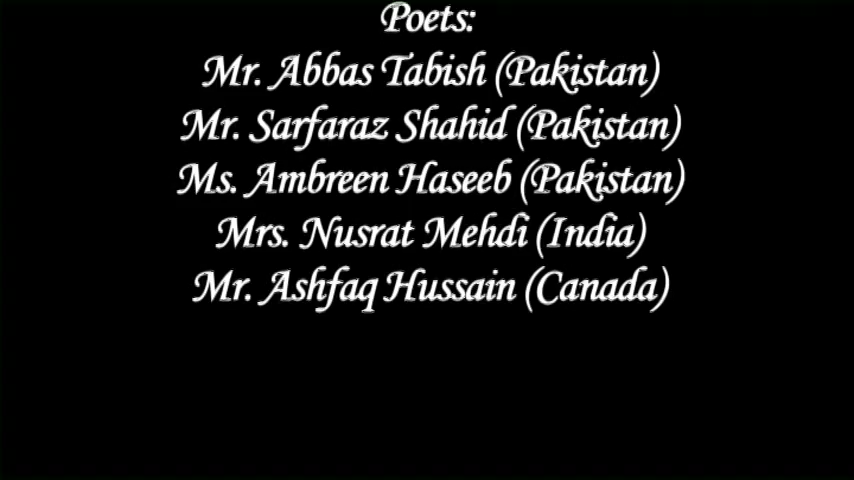 Poets:
Mr. Abbas Tabish (Pakistan)
Mr. Sarfaraz Shahid (Pakistan)
Ms. Ambreen Haseeb (Pakistan)
Mrs. Nusrat Mehdi (India)
Mr. Ashfaq Hussain (Canada)